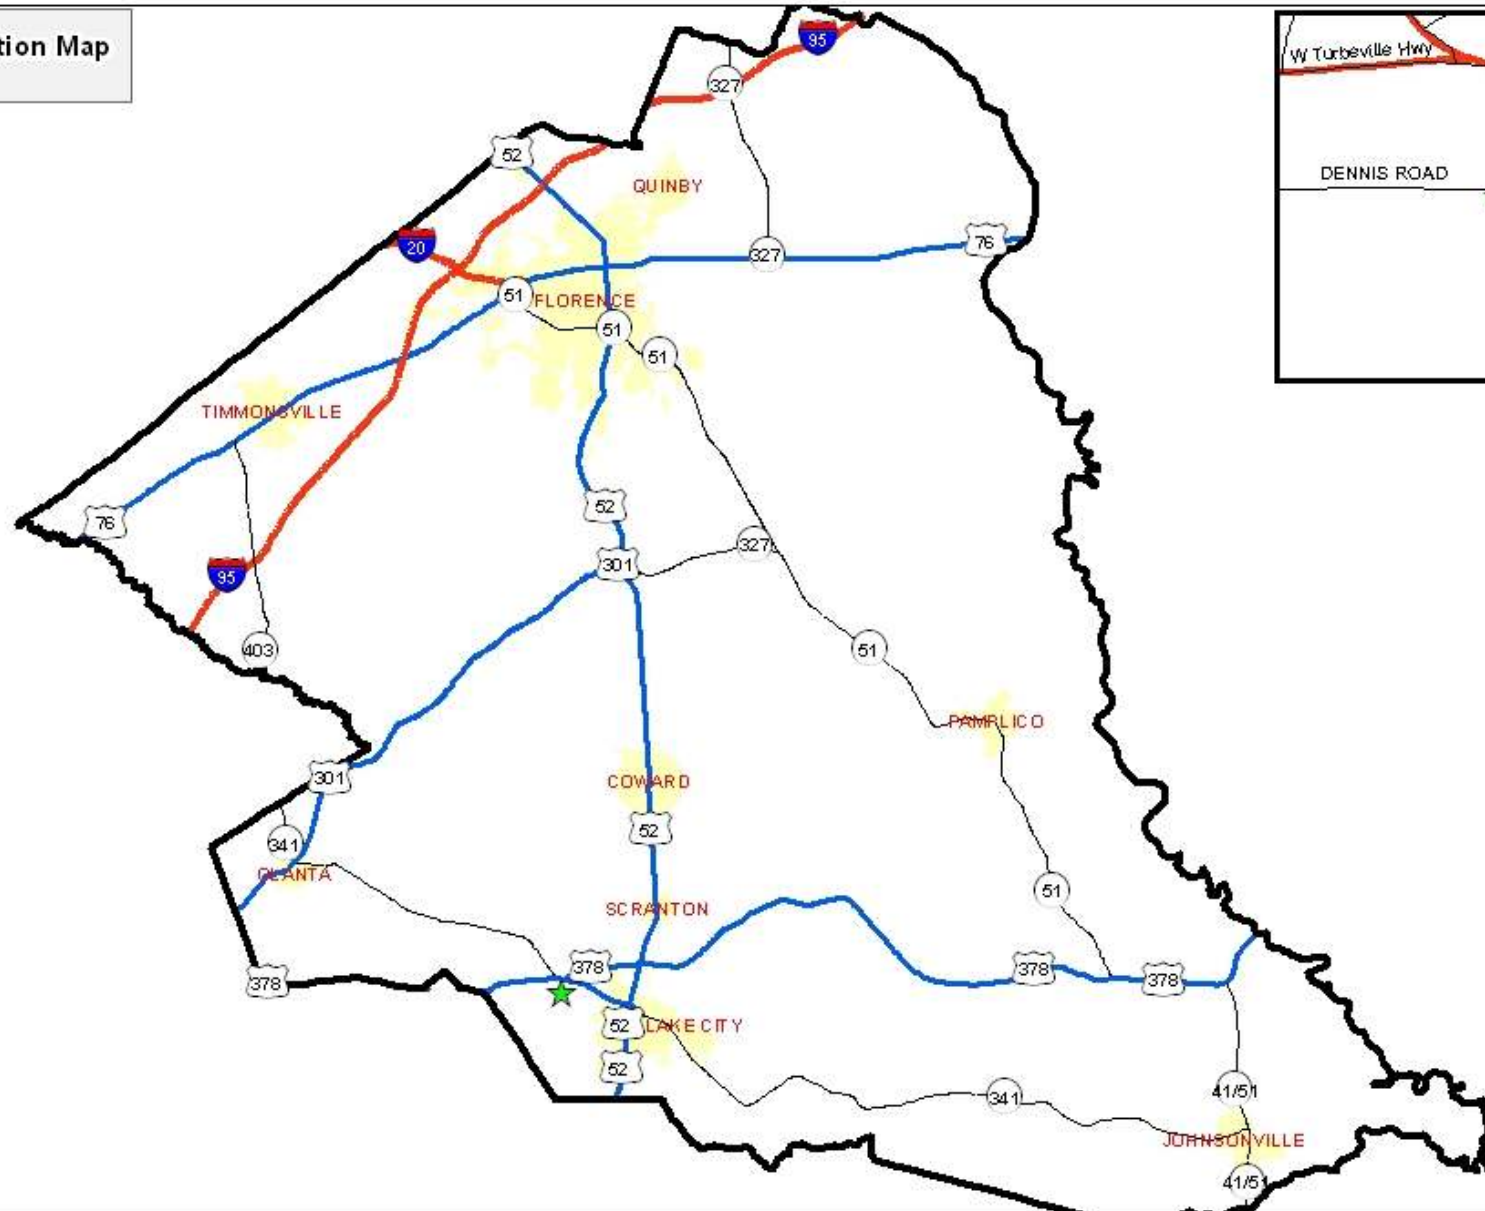 tion Map
95
W Turbeville Hwy
327
52
QUINBY
DENNIS ROAD
20
76
327
51
FLORENCE
51
51
TIMMONSVILLE
76
52
327
301
95
403
51
PAMPLICO
301
COWARD
52
341
OLANTA
51
SCRANTON
378
378
378
378
52
LAKE CITY
52
341
41/51
JOHNSONVILLE
41/51